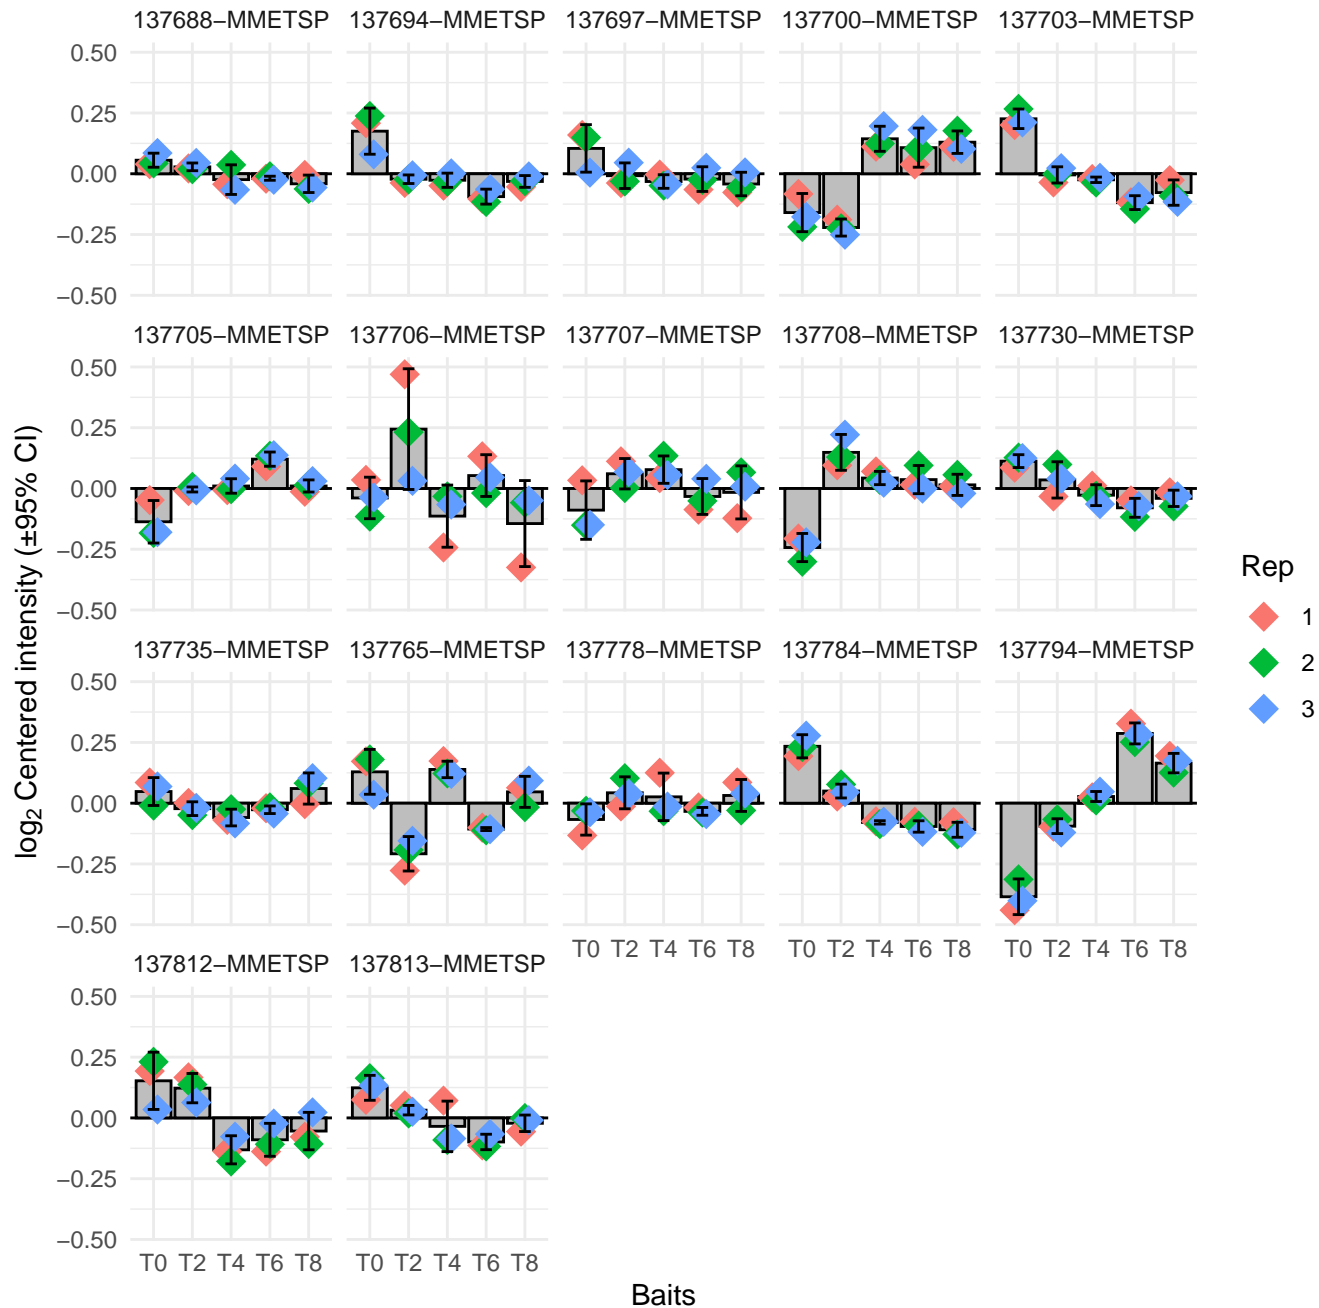 137688−MMETSP 137694−MMETSP 137697−MMETSP 137700−MMETSP 137703−MMETSP
0.50
0.25
0.00
−0.25
−0.50
137705−MMETSP 137706−MMETSP 137707−MMETSP 137708−MMETSP 137730−MMETSP
0.50
0.25
0.00
−0.25
−0.50
137735−MMETSP 137765−MMETSP 137778−MMETSP 137784−MMETSP 137794−MMETSP
0.50
0.25
0.00
−0.25
−0.50
T0 T2 T4 T6 T8 T0 T2 T4 T6 T8 T0 T2 T4 T6 T8
137812−MMETSP 137813−MMETSP
0.50
0.25
0.00
−0.25
−0.50
T0 T2 T4 T6 T8 T0 T2 T4 T6 T8
Baits
log2 Centered intensity (±95% CI)
Rep
1
2
3